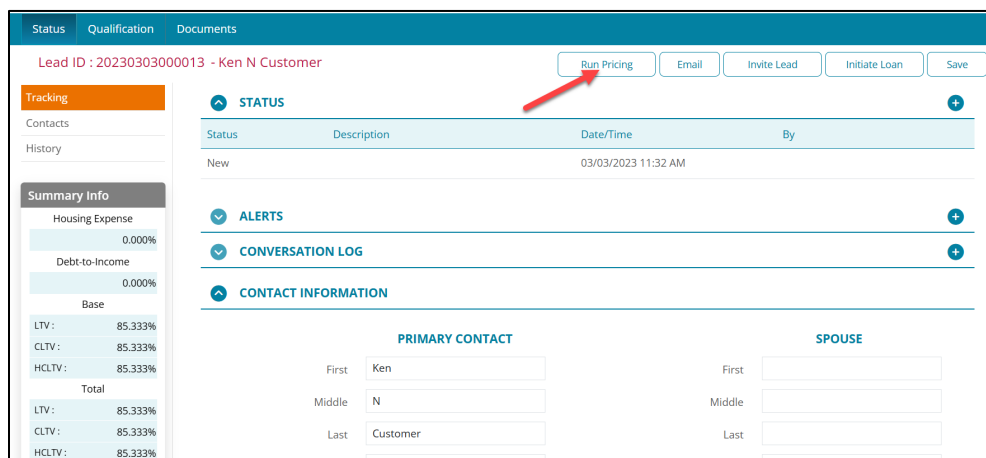 Status Qualification Documents
Lead ID : 20230303000013 - Ken N Customer
Run Pricing Email Invite Lead Initiate Loan Save
Tracking
Contacts
History
Summary Info
Housing Expense
0.000%
Debt-to-Income
0.000%
Base
LTV : 85.333%
CLTV : 85.333%
HCLTV : 85.333%
Total
LTV : 85.333%
CLTV : 85.333%
HCLTV : 85.333%
STATUS
Status Description Date/Time By
New 03/03/2023 11:32 AM
ALERTS
CONVERSATION LOG
CONTACT INFORMATION
PRIMARY CONTACT SPOUSE
First Ken First
Middle N Middle
Last Customer Last